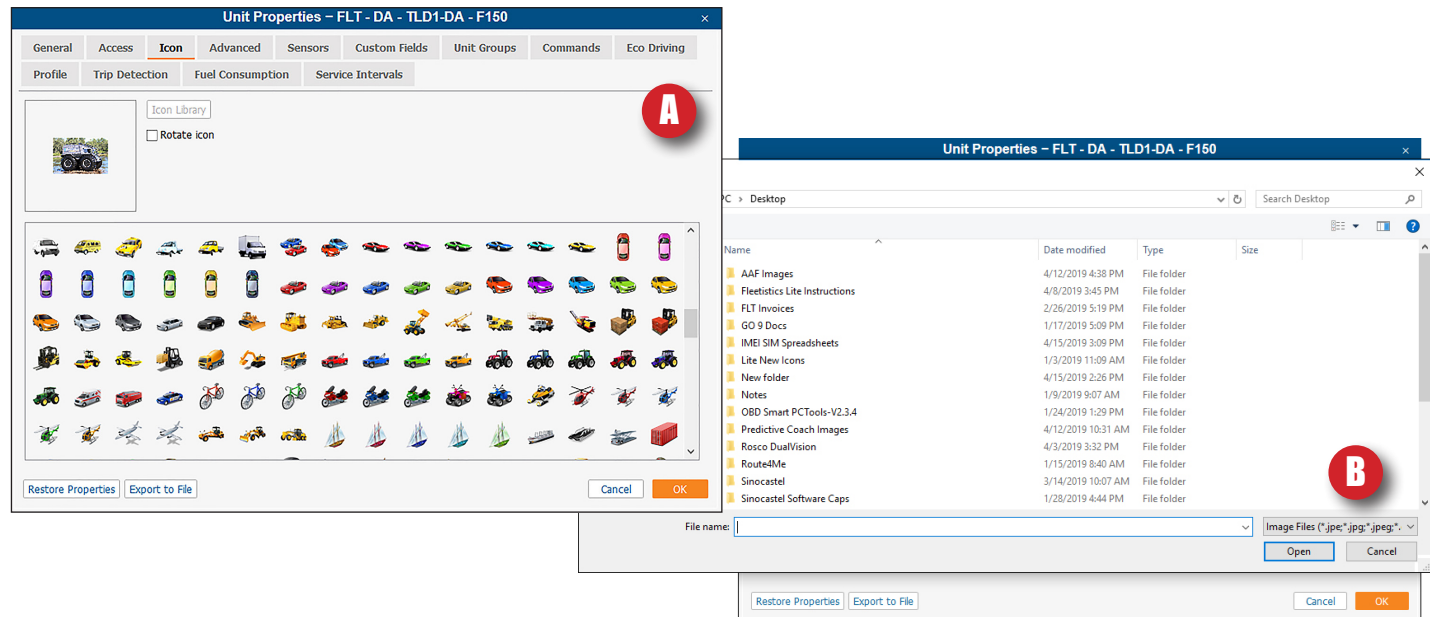 Unit Properties – FLT - DA - TLD1-DA - F150 ×
General Access Icon Advanced Sensors Custom Fields Unit Groups Commands Eco Driving
Profile Trip Detection Fuel Consumption Service Intervals
A
Icon Library
Rotate icon
Restore Properties Export to File Cancel OK
Unit Properties – FLT - DA - TLD1-DA - F150 ×
PC > Desktop Search Desktop
Name Date modified Type Size
AAF Images 4/12/2019 4:38 PM File folder
Fleetistics Lite Instructions 4/8/2019 3:45 PM File folder
FLT Invoices 2/26/2019 5:19 PM File folder
GO 9 Docs 1/17/2019 5:09 PM File folder
IMEI SIM Spreadsheets 4/15/2019 3:09 PM File folder
Lite New Icons 1/3/2019 11:09 AM File folder
New folder 4/15/2019 2:26 PM File folder
Notes 1/9/2019 9:07 AM File folder
OBD Smart PCTools-V2.3.4 1/24/2019 1:29 PM File folder
Predictive Coach Images 4/12/2019 10:31 AM File folder
Rosco DualVision 4/3/2019 3:32 PM File folder
Route4Me 1/15/2019 8:40 AM File folder
Sinocastel 3/14/2019 10:07 AM File folder
Sinocastel Software Caps 1/28/2019 4:44 PM File folder
B
File name: Image Files (*.jpe;*.jpg;*.jpeg;*.
Open Cancel
Restore Properties Export to File Cancel OK